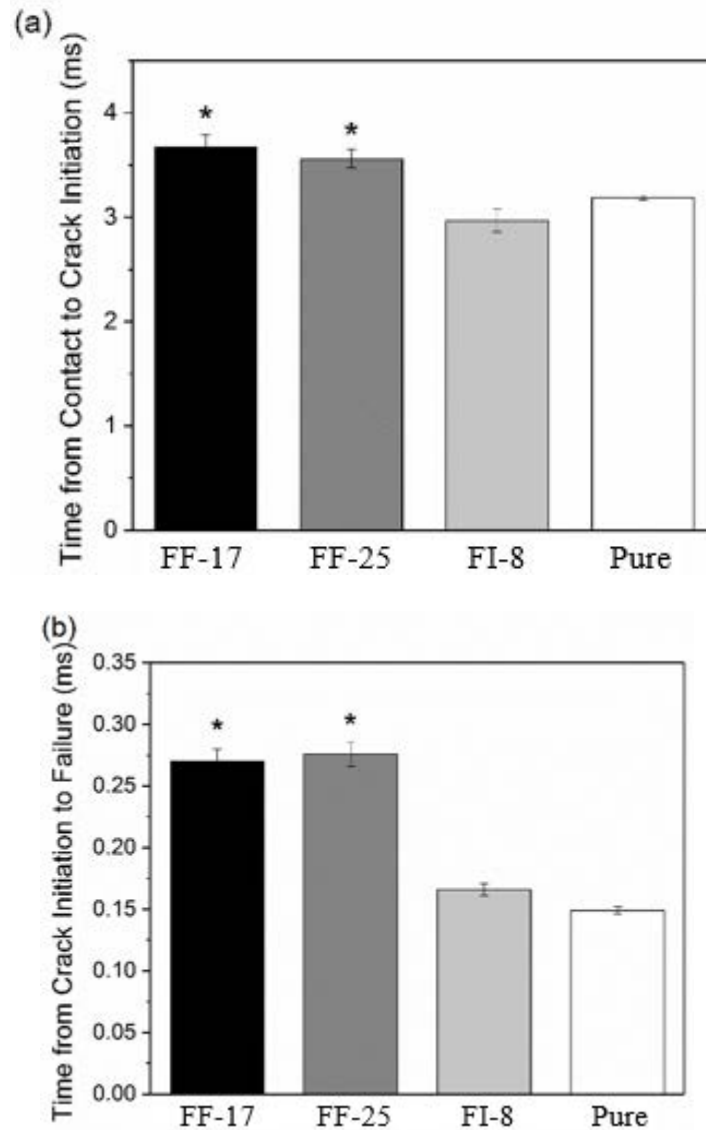 (a)
Time from Contact to Crack Initiation (ms)
4
3
2
1
0
*
*
FF-17 FF-25 FI-8 Pure
(b)
Time from Crack Initiation to Failure (ms)
0.35
0.30
0.25
0.20
0.15
0.10
0.05
0.00
*
*
FF-17 FF-25 FI-8 Pure